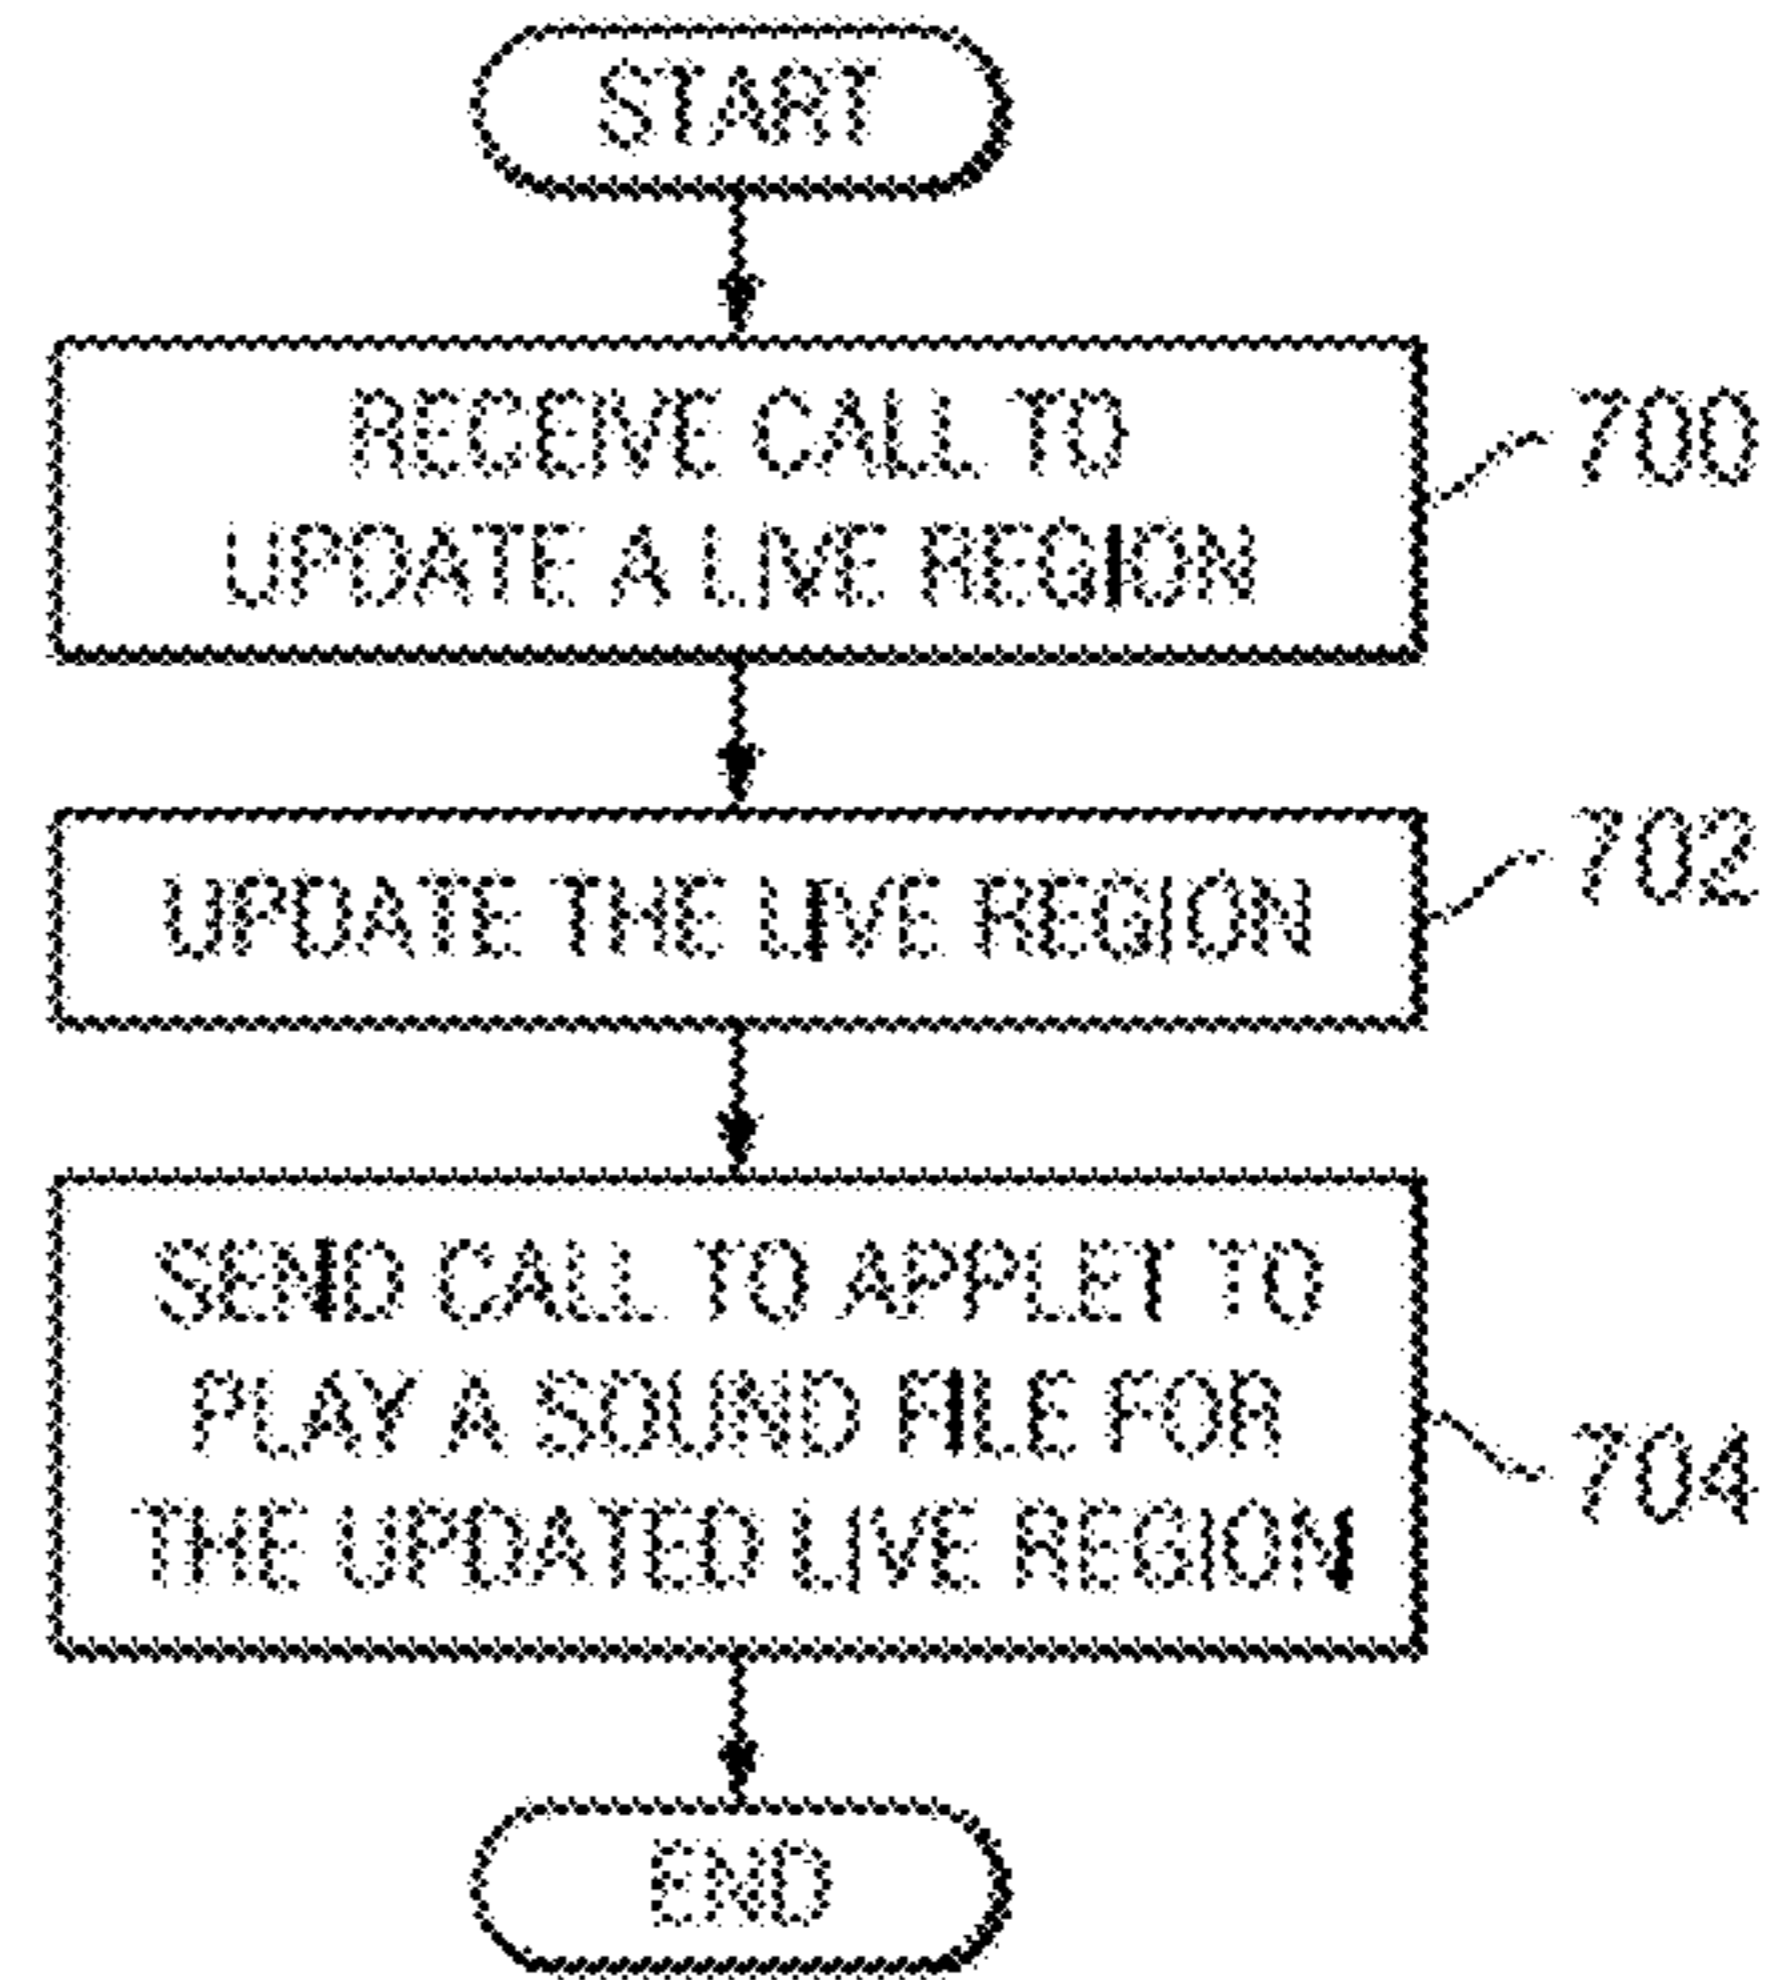 START
RECEIVE CALL TO
UPDATE A LIVE REGION
700
UPDATE THE LIVE REGION
702
SEND CALL TO APPLET TO
PLAY A SOUND FILE FOR
THE UPDATED LIVE REGION
704
END